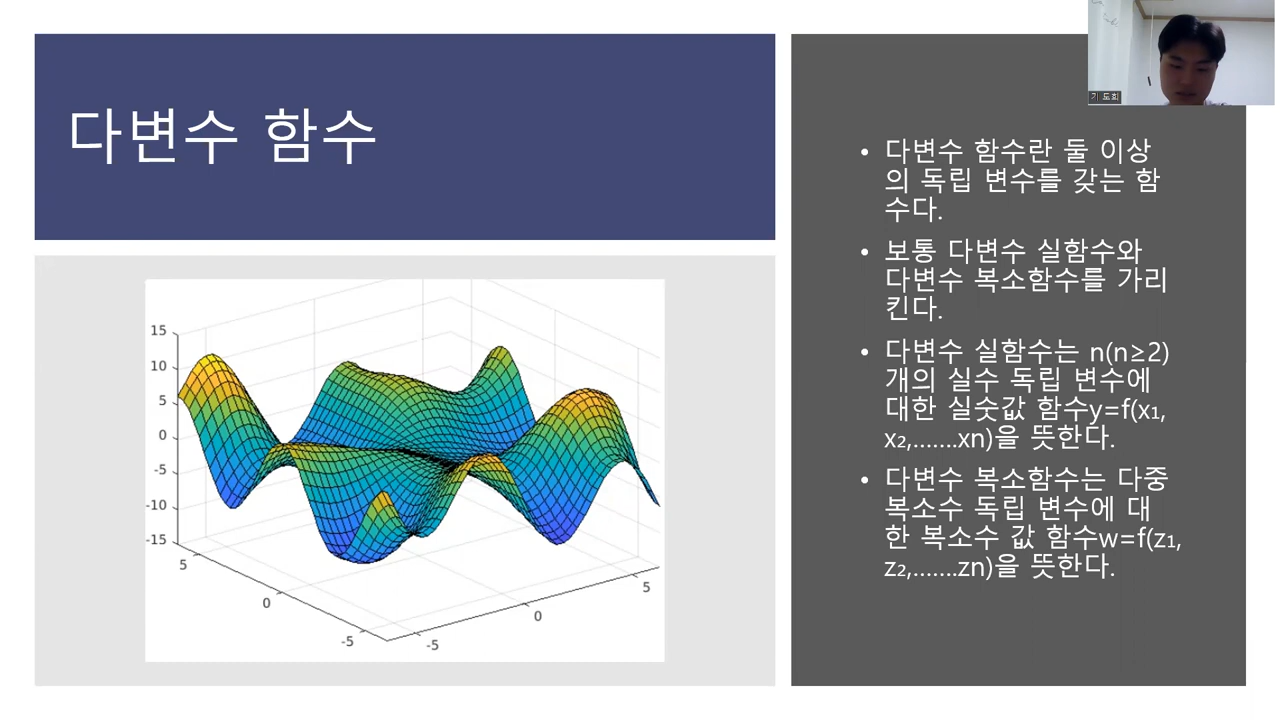 다변수 함수
• 다변수 함수란 둘 이상
의 독립 변수를 갖는 함
수다.
• 보통 다변수 실함수와
다변수 복소함수를 가리
킨다.
• 다변수 실함수는 n(n≥2)
개의 실수 독립 변수에
대한 실숫값 함수y=f(x₁,
x₂,.......xn)을 뜻한다.
• 다변수 복소함수는 다중
복소수 독립 변수에 대
한 복소수 값 함수w=f(z₁,
z₂,.......zn)을 뜻한다.
15
10
5
0
-5
-10
-15
5
0
-5
-5
0
5